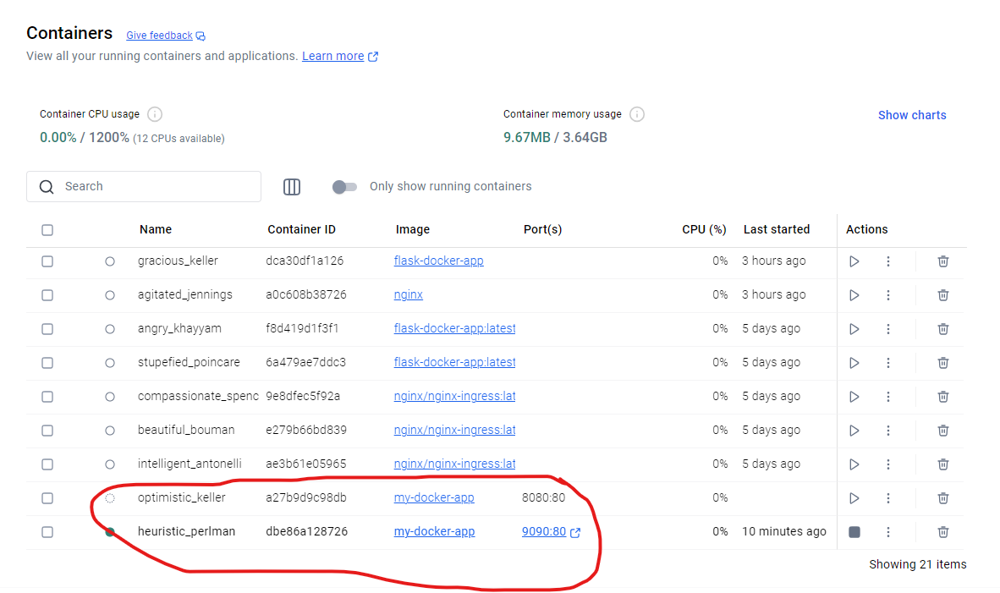 Containers Give feedback
View all your running containers and applications. Learn more
Container CPU usage Container memory usage Show charts
0.00% / 1200% (12 CPUs available) 9.67MB / 3.64GB
Search Only show running containers
Name Container ID Image Port(s) CPU (%) Last started Actions
gracious_keller dca30df1a126 flask-docker-app 0% 3 hours ago
agitated_jennings a0c608b38726 nginx 0% 3 hours ago
angry_khayyam f8d419d1f3f1 flask-docker-app:latest 0% 5 days ago
stupefied_poincare 6a479ae7ddc3 flask-docker-app:latest 0% 5 days ago
compassionate_spenc 9e8dfec5f92a nginx/nginx-ingress:lat 0% 5 days ago
beautiful_bouman e279b66bd839 nginx/nginx-ingress:lat 0% 5 days ago
intelligent_antonelli ae3b61e05965 nginx/nginx-ingress:lat 0% 5 days ago
optimistic_keller a27b9d9c98db my-docker-app 8080:80 0%
heuristic_perlman dbe86a128726 my-docker-app 9090:80 0% 10 minutes ago
Showing 21 items